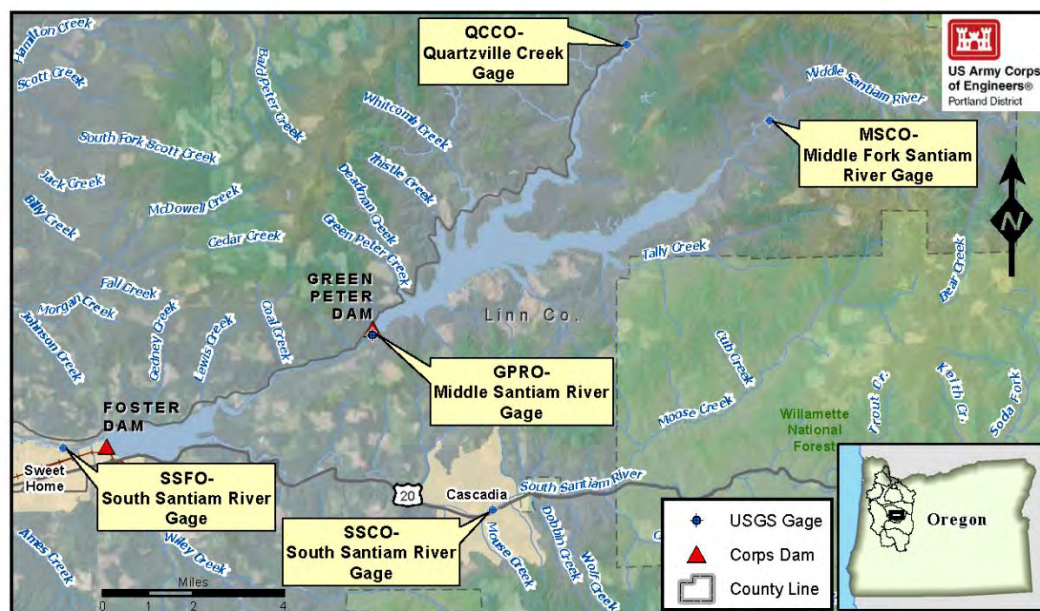 Hamilton Creek
Scott Creek
South Fork Scott Creek
Jack Creek
Billy Creek
McDowell Creek
Cedar Creek
Fall Creek
Morgan Creek
Johnson Creek
Cedney Creek
Lewis Creek
Coal Creek
Bald Peter Creek
Whitcomb Creek
Thistle Creek
Deadman Creek
Green Peter Creek
QCCO-
Quartzville Creek
Gage
Middle Santiam River
MSCO-
Middle Fork Santiam
River Gage
US Army Corps
of Engineers®
Portland District
N
GREEN
PETER
DAM
Linn Co.
Tally Creek
Bear Creek
GPRO-
Middle Santiam River
Gage
Cub Creek
Moose Creek
Trout Cr.
Keith Cr.
Soda Fork
Willamette
National
Forest
FOSTER
DAM
Sweet
Home
SSFO-
South Santiam River
Gage
20
Cascadia
South Santiam River
SSCO-
South Santiam River
Gage
Mouse Creek
Dobbin Creek
Wolf Creek
Ames Creek
Wiley Creek
Miles
0 1 2 4
USGS Gage
Corps Dam
County Line
Oregon